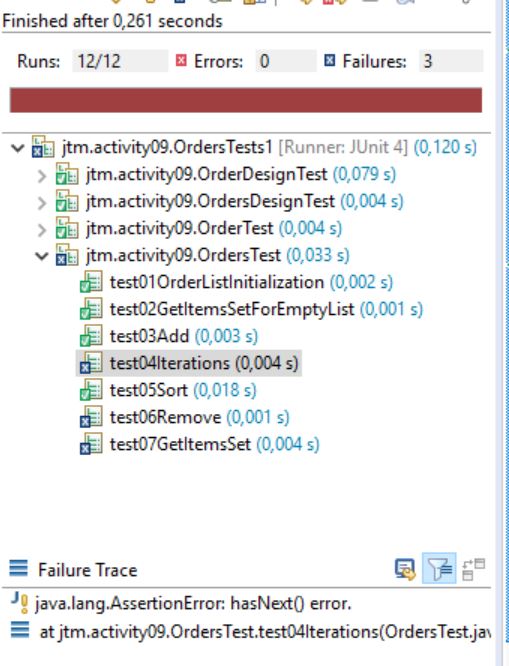 Finished after 0,261 seconds
Runs: 12/12 Errors: 0 Failures: 3
jtm.activity09.OrdersTests1 [Runner: JUnit 4] (0,120 s)
jtm.activity09.OrderDesignTest (0,079 s)
jtm.activity09.OrdersDesignTest (0,004 s)
jtm.activity09.OrderTest (0,004 s)
jtm.activity09.OrdersTest (0,033 s)
test01OrderListInitialization (0,002 s)
test02GetItemsSetForEmptyList (0,001 s)
test03Add (0,003 s)
test04Iterations (0,004 s)
test05Sort (0,018 s)
test06Remove (0,001 s)
test07GetItemsSet (0,004 s)
Failure Trace
java.lang.AssertionError: hasNext() error.
at jtm.activity09.OrdersTest.test04Iterations(OrdersTest.jav